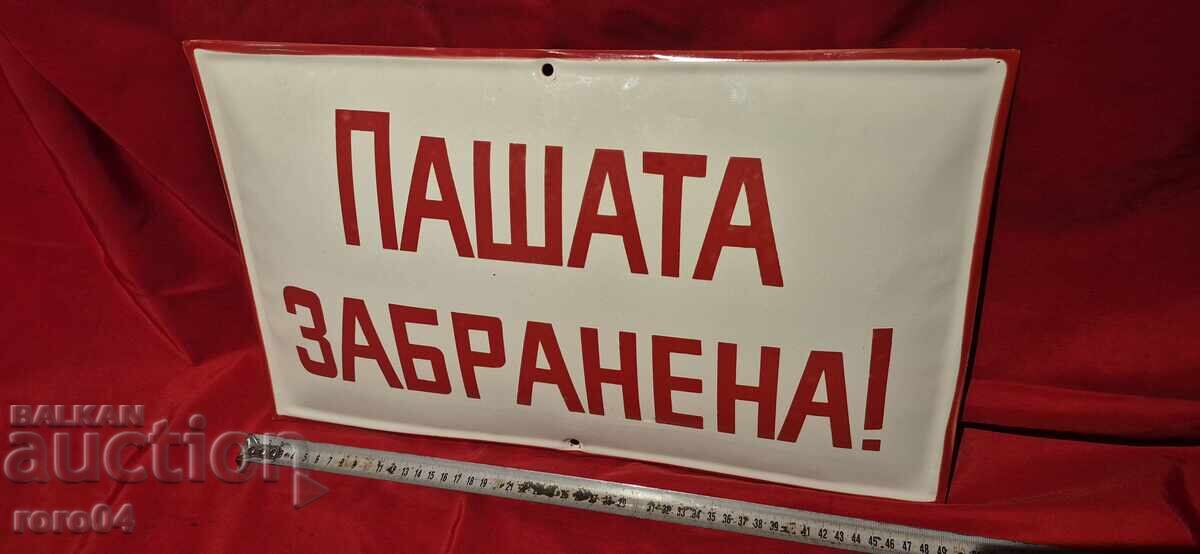 ПАШАТА
ЗАБРАНЕНА!
BALKAN
auction
roro04